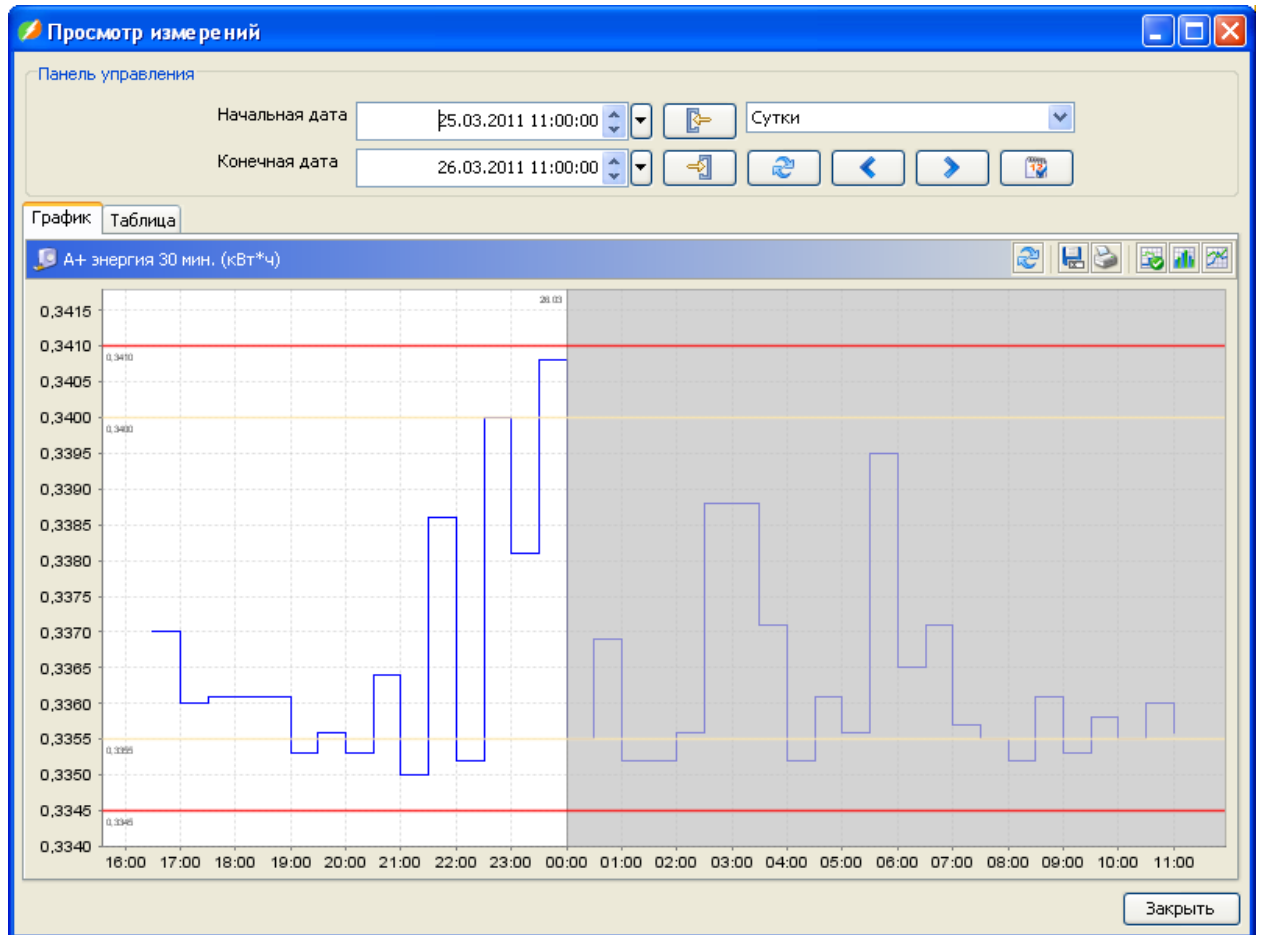 Просмотр измерений
Панель управления
Начальная дата 25.03.2011 11:00:00 Сутки
Конечная дата 26.03.2011 11:00:00
График Таблица
А+ энергия 30 мин. (кВт*ч)
26.03
0,3415
0,3410
0,3410
0,3405
0,3400
0,3400
0,3395
0,3390
0,3385
0,3380
0,3375
0,3370
0,3365
0,3360
0,3355
0,3355
0,3350
0,3345
0,3345
0,3340
16:00 17:00 18:00 19:00 20:00 21:00 22:00 23:00 00:00 01:00 02:00 03:00 04:00 05:00 06:00 07:00 08:00 09:00 10:00 11:00
Закрыть